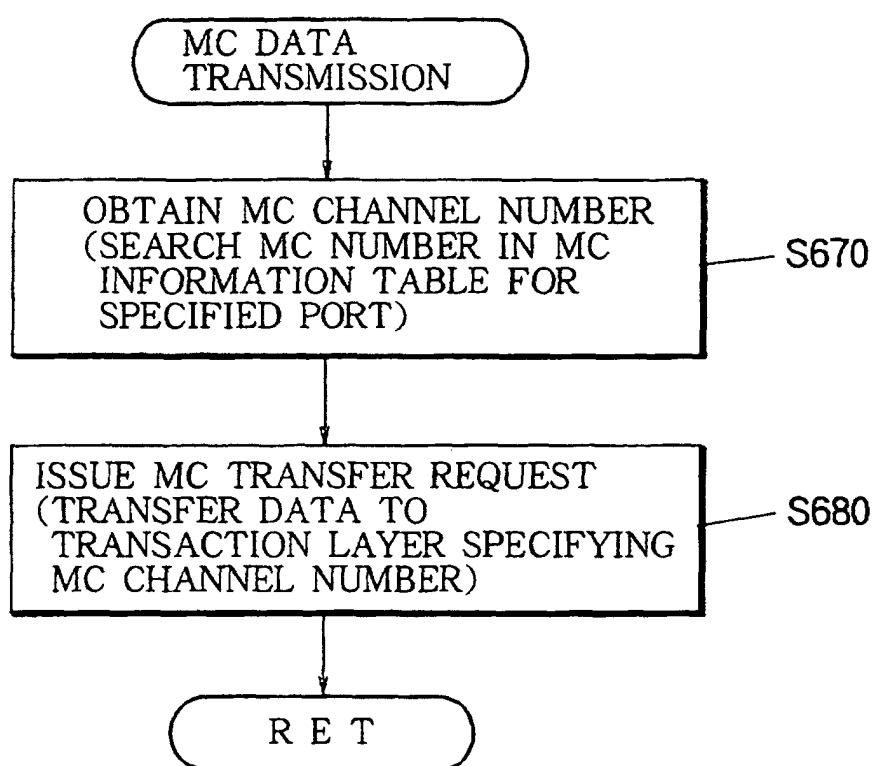 MC DATA
TRANSMISSION
OBTAIN MC CHANNEL NUMBER
(SEARCH MC NUMBER IN MC
INFORMATION TABLE FOR
SPECIFIED PORT)
S670
ISSUE MC TRANSFER REQUEST
(TRANSFER DATA TO
TRANSACTION LAYER SPECIFYING
MC CHANNEL NUMBER)
S680
R E T